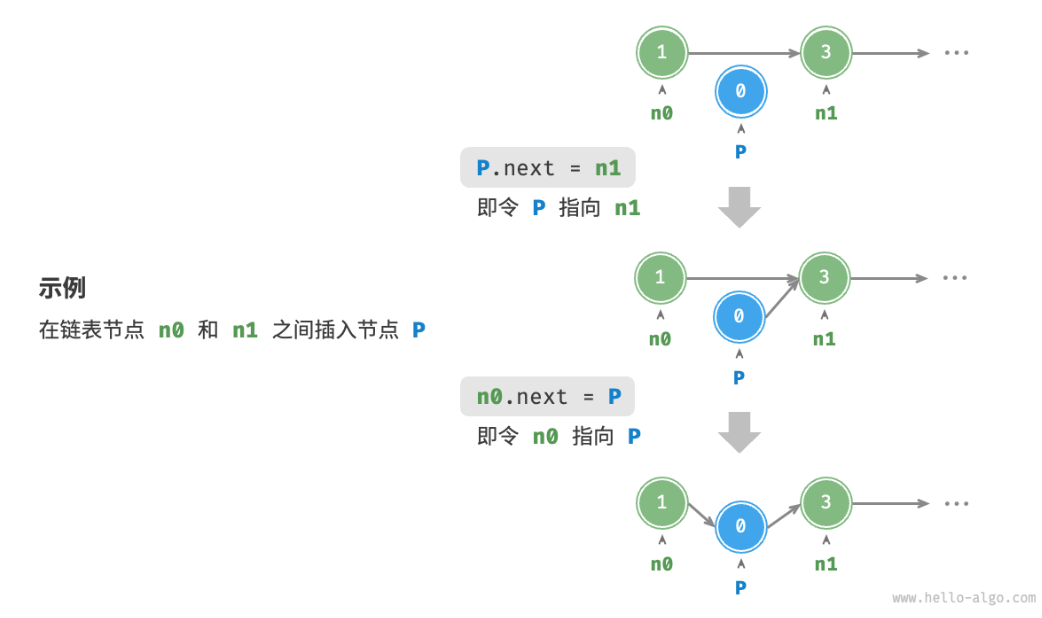 1 3 ...
0
n0 n1
P
P.next = n1
即令 P 指向 n1
1 3 ...
示例
0
在链表节点 n0 和 n1 之间插入节点 P
n0 n1
P
n0.next = P
即令 n0 指向 P
1 3 ...
0
n0 n1
P
www.hello-algo.com